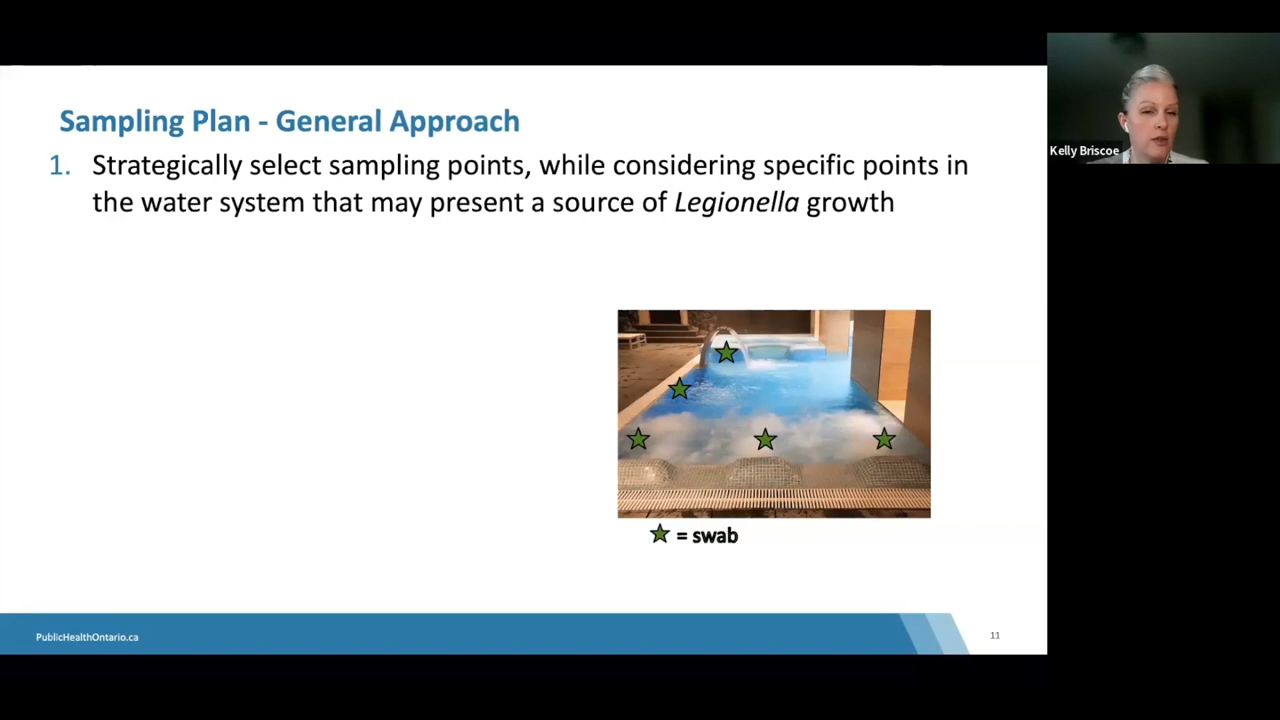 Sampling Plan - General Approach
1. Strategically select sampling points, while considering specific points in
the water system that may present a source of Legionella growth
Kelly Briscoe
= swab
PublicHealthOntario.ca
11